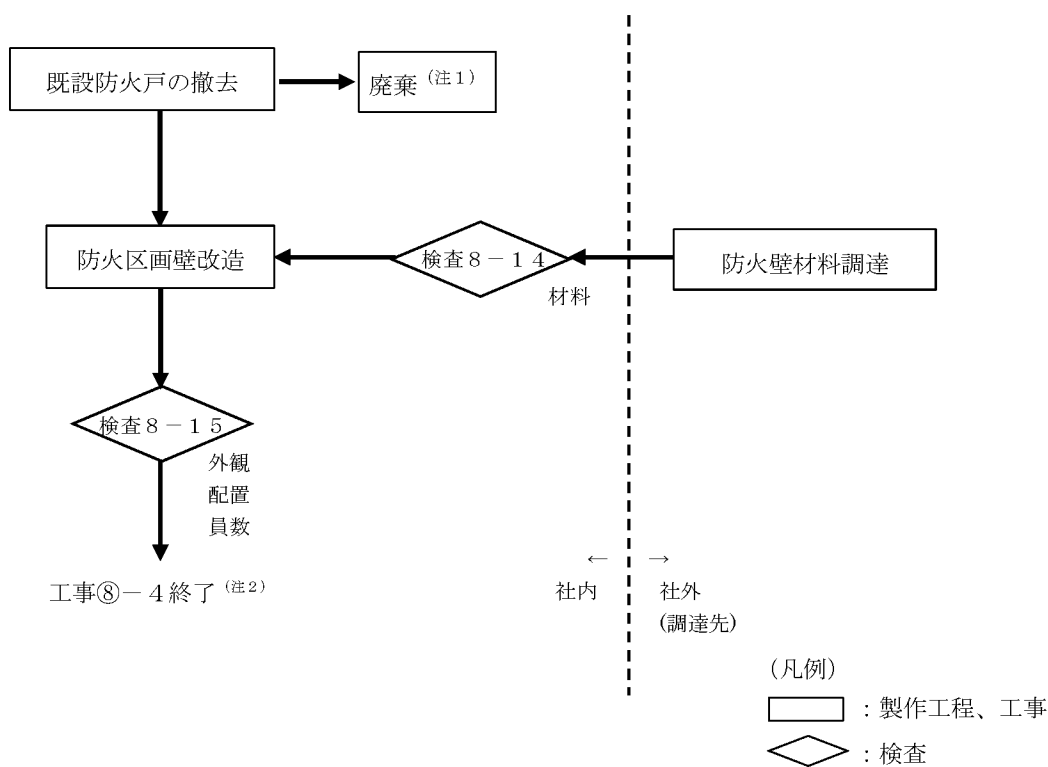 既設防火戸の撤去
廃棄（注１）
防火区画壁改造
検査８－１４
材料
防火壁材料調達
検査８－１５
外観
配置
員数
工事⑧－４終了（注２）
← →
社内 社外
(調達先)
（凡例）
：製作工程、工事
：検査